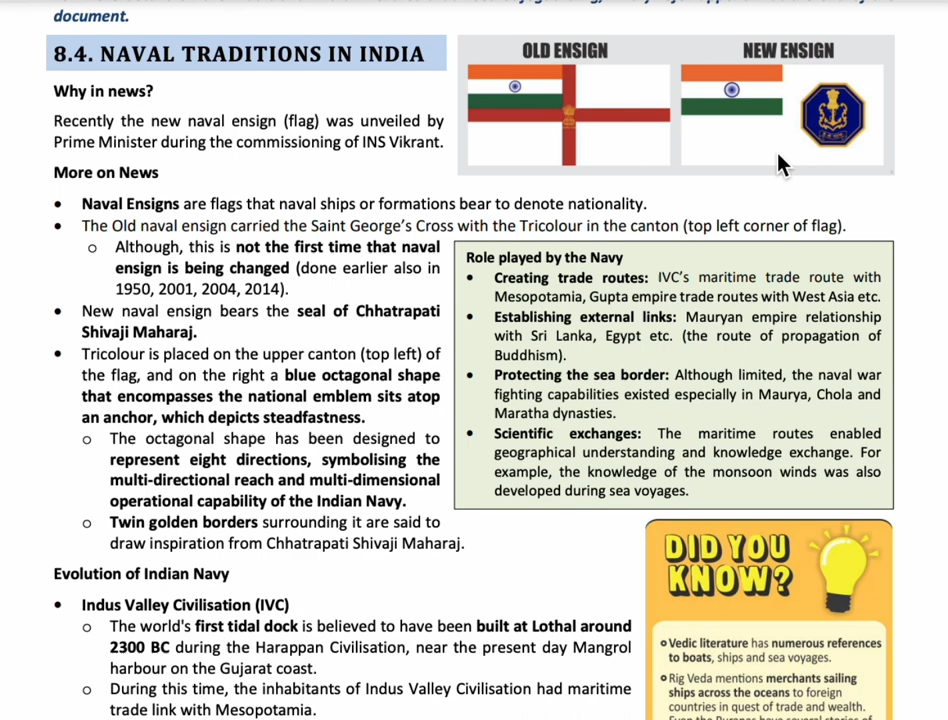 document.
8.4. NAVAL TRADITIONS IN INDIA
OLD ENSIGN
NEW ENSIGN
Why in news?
Recently the new naval ensign (flag) was unveiled by
Prime Minister during the commissioning of INS Vikrant.
More on News
• Naval Ensigns are flags that naval ships or formations bear to denote nationality.
• The Old naval ensign carried the Saint George's Cross with the Tricolour in the canton (top left corner of flag).
o Although, this is not the first time that naval
ensign is being changed (done earlier also in
1950, 2001, 2004, 2014).
• New naval ensign bears the seal of Chhatrapati
Shivaji Maharaj.
• Tricolour is placed on the upper canton (top left) of
the flag, and on the right a blue octagonal shape
that encompasses the national emblem sits atop
an anchor, which depicts steadfastness.
o The octagonal shape has been designed to
represent eight directions, symbolising the
multi-directional reach and multi-dimensional
operational capability of the Indian Navy.
o Twin golden borders surrounding it are said to
draw inspiration from Chhatrapati Shivaji Maharaj.
Role played by the Navy
• Creating trade routes: IVC's maritime trade route with
Mesopotamia, Gupta empire trade routes with West Asia etc.
• Establishing external links: Mauryan empire relationship
with Sri Lanka, Egypt etc. (the route of propagation of
Buddhism).
• Protecting the sea border: Although limited, the naval war
fighting capabilities existed especially in Maurya, Chola and
Maratha dynasties.
• Scientific exchanges: The maritime routes enabled
geographical understanding and knowledge exchange. For
example, the knowledge of the monsoon winds was also
developed during sea voyages.
Evolution of Indian Navy
• Indus Valley Civilisation (IVC)
o The world's first tidal dock is believed to have been built at Lothal around
2300 BC during the Harappan Civilisation, near the present day Mangrol
harbour on the Gujarat coast.
o During this time, the inhabitants of Indus Valley Civilisation had maritime
trade link with Mesopotamia.
DID YOU
KNOW?
o Vedic literature has numerous references
to boats, ships and sea voyages.
o Rig Veda mentions merchants sailing
ships across the oceans to foreign
countries in quest of trade and wealth.